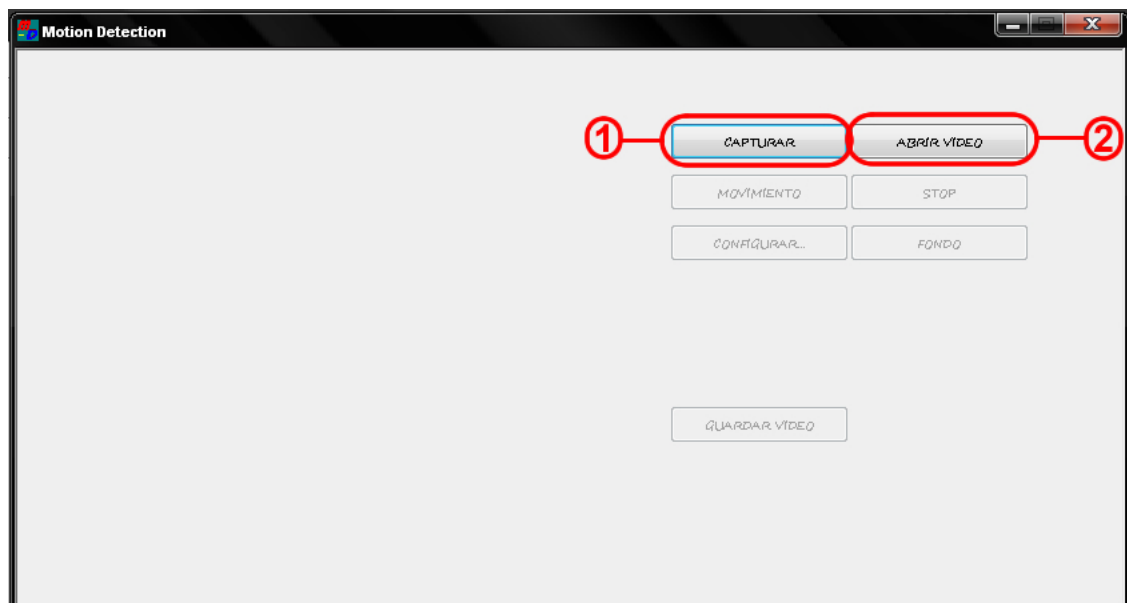 Motion Detection
1 CAPTURAR ABRIR VIDEO 2
MOVIMIENTO STOP
CONFIGURAR... FONDO
GUARDAR VIDEO